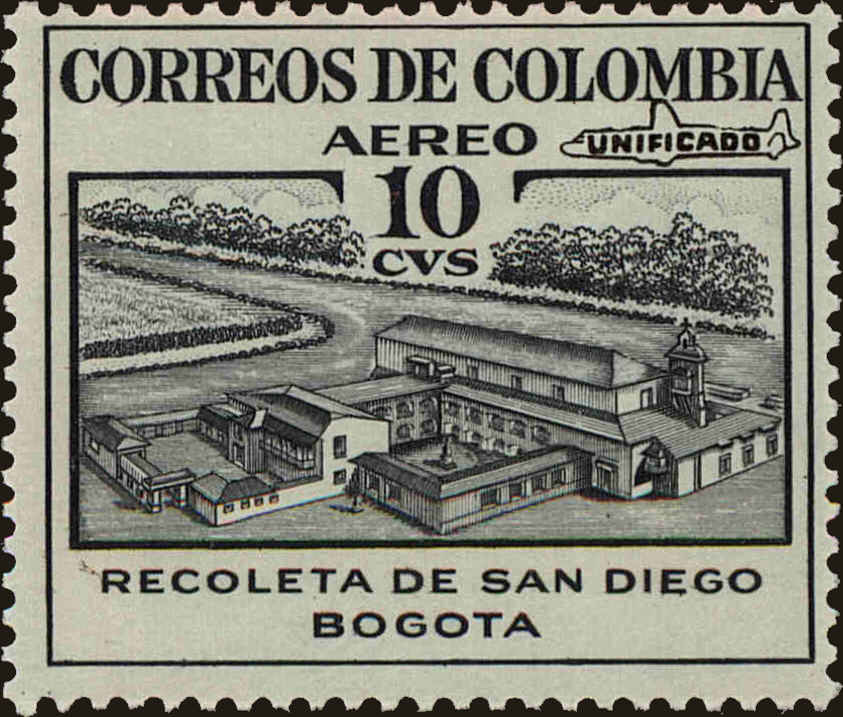 CORREOS DE COLOMBIA
AEREO
UNIFICADO
10
CVS
RECOLETA DE SAN DIEGO
BOGOTA